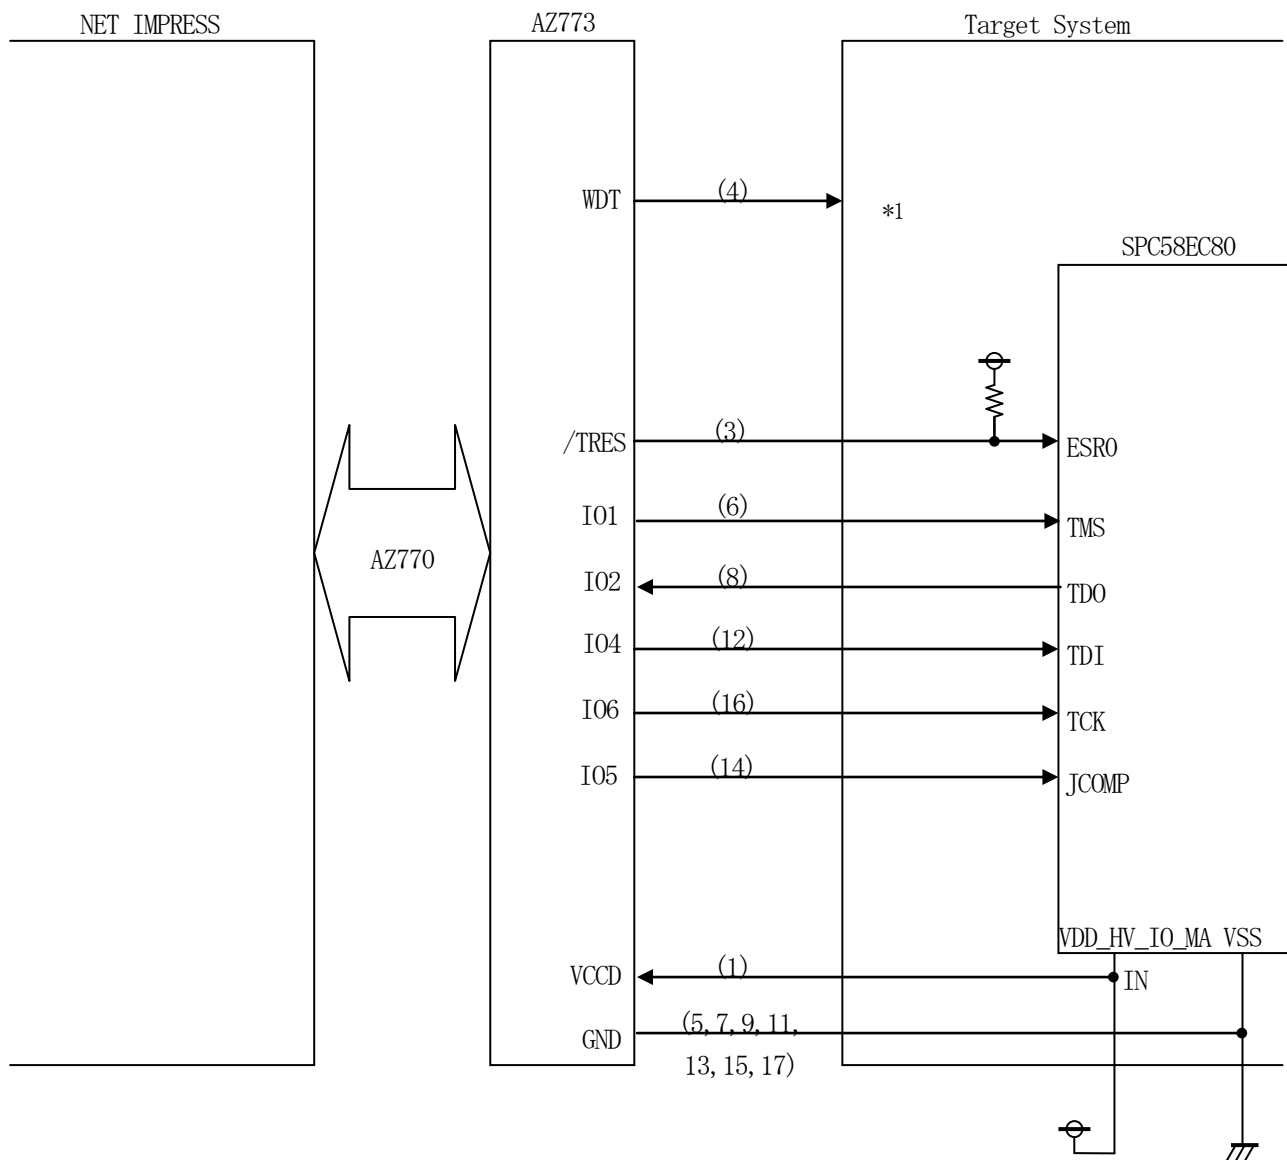 NET IMPRESS
AZ773
Target System
WDT
(4)
*1
SPC58EC80
/TRES
(3)
ESR0
IO1
(6)
TMS
AZ770
IO2
(8)
TDO
IO4
(12)
TDI
IO6
(16)
TCK
IO5
(14)
JCOMP
VDD_HV_IO_MA VSS
IN
VCCD
(1)
GND
(5,7,9,11,
13,15,17)